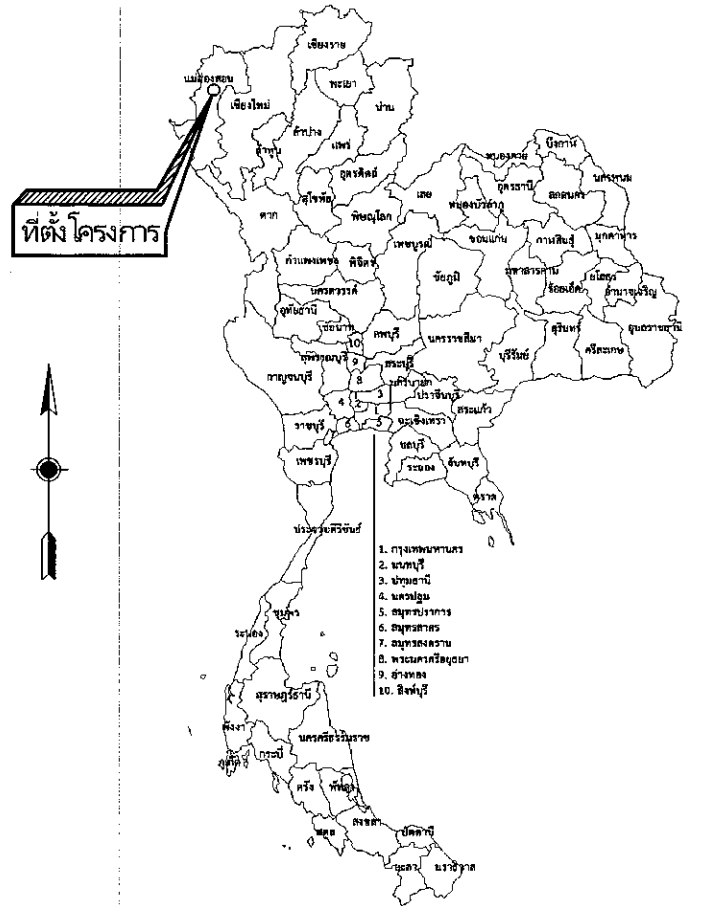 เชียงราย
แม่ฮ่องสอน
พะเยา
เชียงใหม่
น่าน
ลำปาง
แพร่
ลำพูน
บึงกาฬ
หนองคาย
อุตรดิตถ์
เลย
อุดรธานี
นครพนม
สกลนคร
สุโขทัย
หนองบัวลำภู
ตาก
พิษณุโลก
ที่ตั้งโครงการ
ขอนแก่น
กาฬสินธุ์
มุกดาหาร
เพชรบูรณ์
กำแพงเพชร
พิจิตร
ชัยภูมิ
มหาสารคาม
ยโสธร
ร้อยเอ็ด
อำนาจเจริญ
นครสวรรค์
อุทัยธานี
ชัยนาท
ลพบุรี
นครราชสีมา
สุรินทร์
อุบลราชธานี
บุรีรัมย์
ศรีสะเกษ
10
9
สุพรรณบุรี
สระบุรี
กาญจนบุรี
8
นครนายก
3
ปราจีนบุรี
4
2
สระแก้ว
1
ราชบุรี
6
5
ฉะเชิงเทรา
ชลบุรี
เพชรบุรี
ระยอง
จันทบุรี
ตราด
ประจวบคีรีขันธ์
1. กรุงเทพมหานคร
2. นนทบุรี
3. ปทุมธานี
4. นครปฐม
5. สมุทรปราการ
6. สมุทรสาคร
7. สมุทรสงคราม
8. พระนครศรีอยุธยา
9. อ่างทอง
10. สิงห์บุรี
ชุมพร
ระนอง
สุราษฎร์ธานี
พังงา
นครศรีธรรมราช
ภูเก็ต
กระบี่
ตรัง
พัทลุง
สงขลา
สตูล
ปัตตานี
ยะลา
นราธิวาส